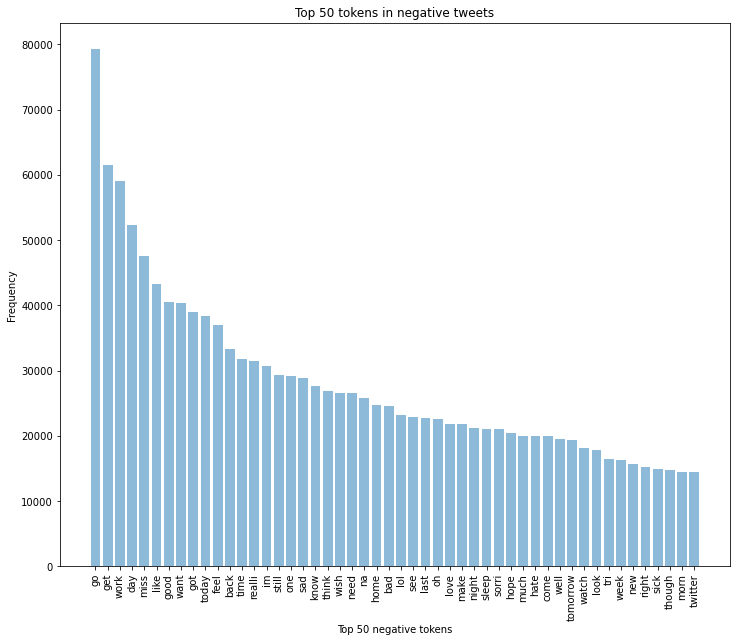 Top 50 tokens in negative tweets
Frequency
80000
70000
60000
50000
40000
30000
20000
10000
0
go
get
work
day
miss
like
good
want
got
today
feel
back
time
realli
im
still
one
sad
know
think
wish
need
na
home
bad
lol
see
last
oh
love
make
night
sleep
sorri
hope
much
hate
come
well
tomorrow
watch
look
tri
week
new
right
sick
though
morn
twitter
Top 50 negative tokens